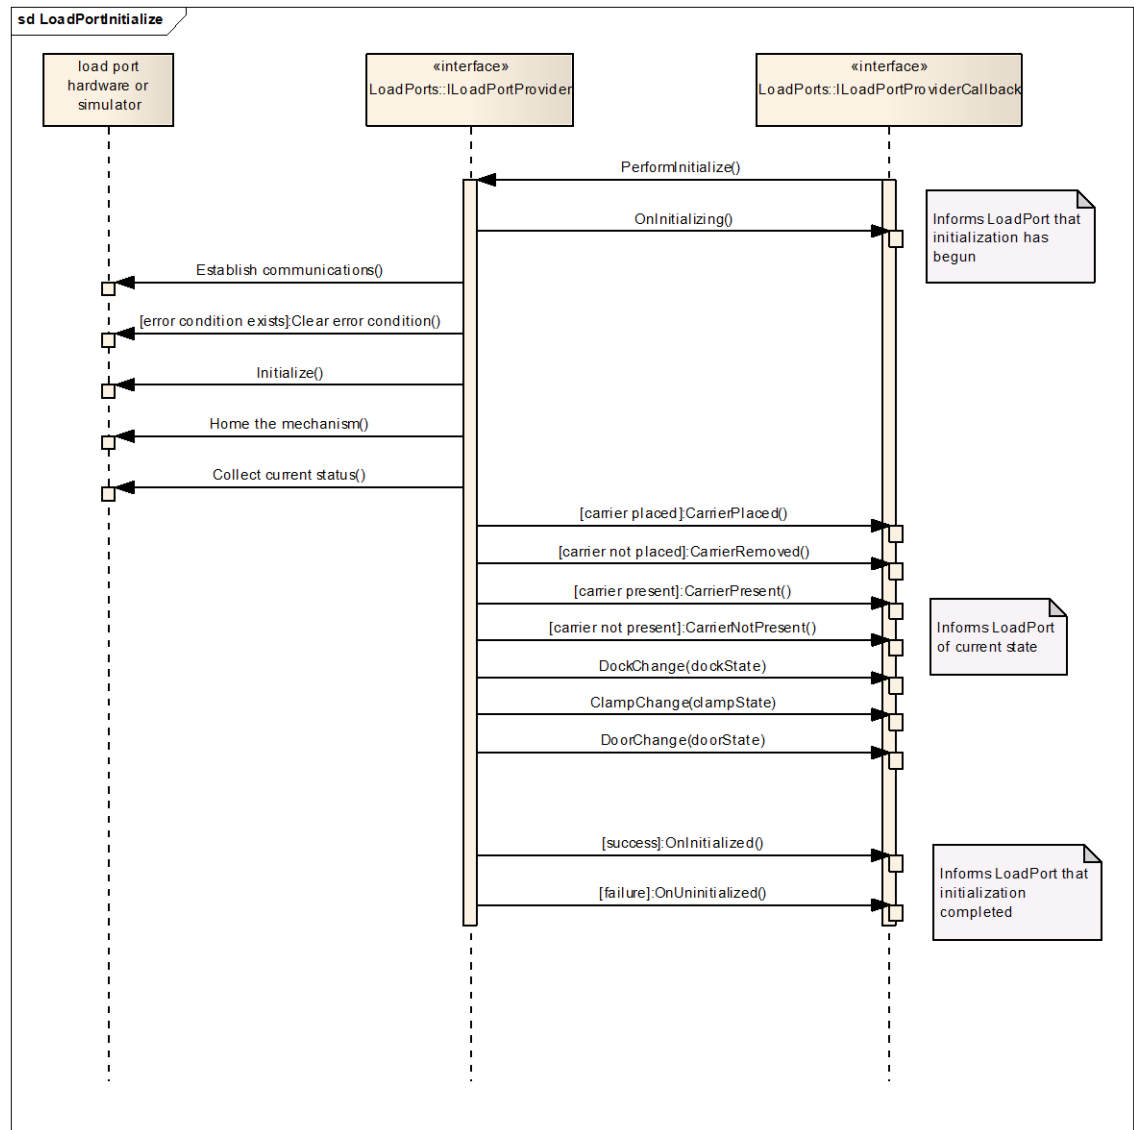 sd LoadPortInitialize
load port
hardware or
simulator
«interface»
LoadPorts::ILoadPortProvider
«interface»
LoadPorts::ILoadPortProviderCallback
PerformInitialize()
OnInitializing()
Informs LoadPort that
initialization has
begun
Establish communications()
[error condition exists]:Clear error condition()
Initialize()
Home the mechanism()
Collect current status()
[carrier placed]:CarrierPlaced()
[carrier not placed]:CarrierRemoved()
[carrier present]:CarrierPresent()
[carrier not present]:CarrierNotPresent()
Informs LoadPort
of current state
DockChange(dockState)
ClampChange(clampState)
DoorChange(doorState)
[success]:OnInitialized()
[failure]:OnUninitialized()
Informs LoadPort that
initialization
completed